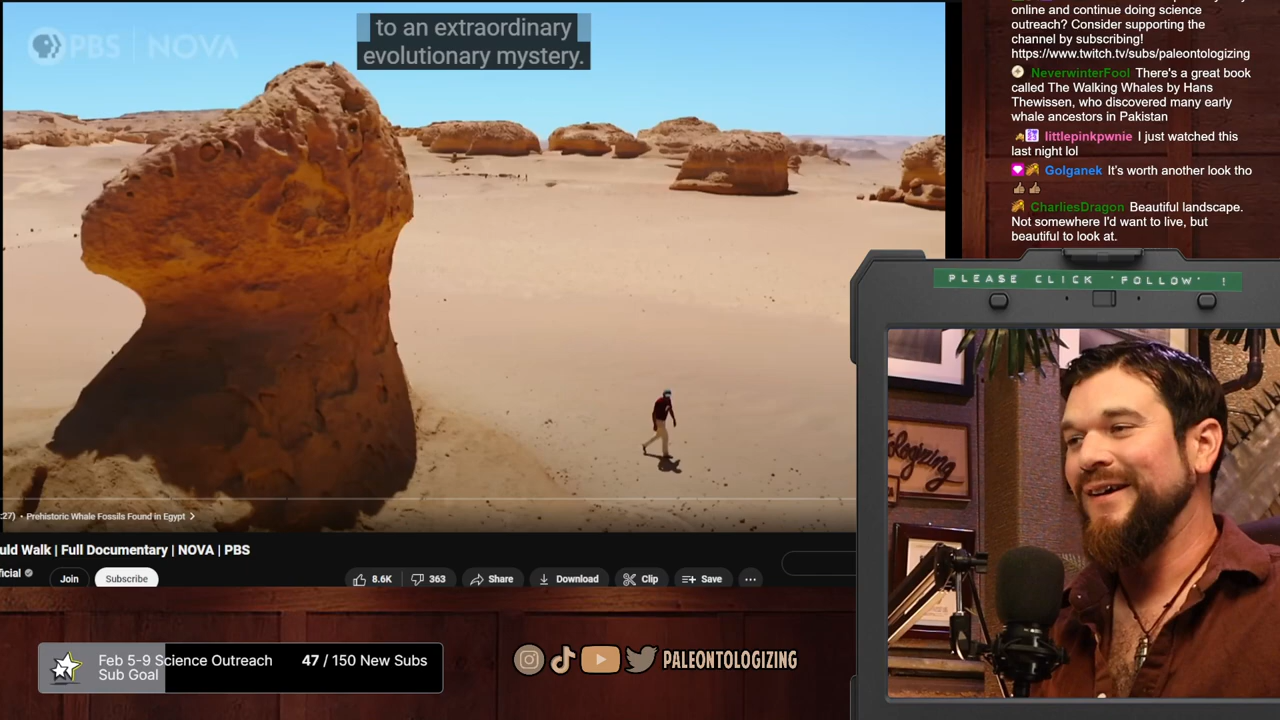 PBS | NOVA
to an extraordinary
evolutionary mystery.
:27) • Prehistoric Whale Fossils Found in Egypt >
uld Walk | Full Documentary | NOVA | PBS
ficial
Join
Subscribe
8.6K
363
Share
Download
Clip
Save
...
Feb 5-9 Science Outreach
Sub Goal
47 / 150 New Subs
PALEONTOLOGIZING
online and continue doing science
outreach? Consider supporting the
channel by subscribing!
https://www.twitch.tv/subs/paleontologizing
NeverwinterFool There's a great book
called The Walking Whales by Hans
Thewissen, who discovered many early
whale ancestors in Pakistan
littlepinkpwnie I just watched this
last night lol
Golganek It's worth another look tho
👍🏽👍🏽
CharliesDragon Beautiful landscape.
Not somewhere I'd want to live, but
beautiful to look at.
PLEASE CLICK 'FOLLOW' !
ologizing